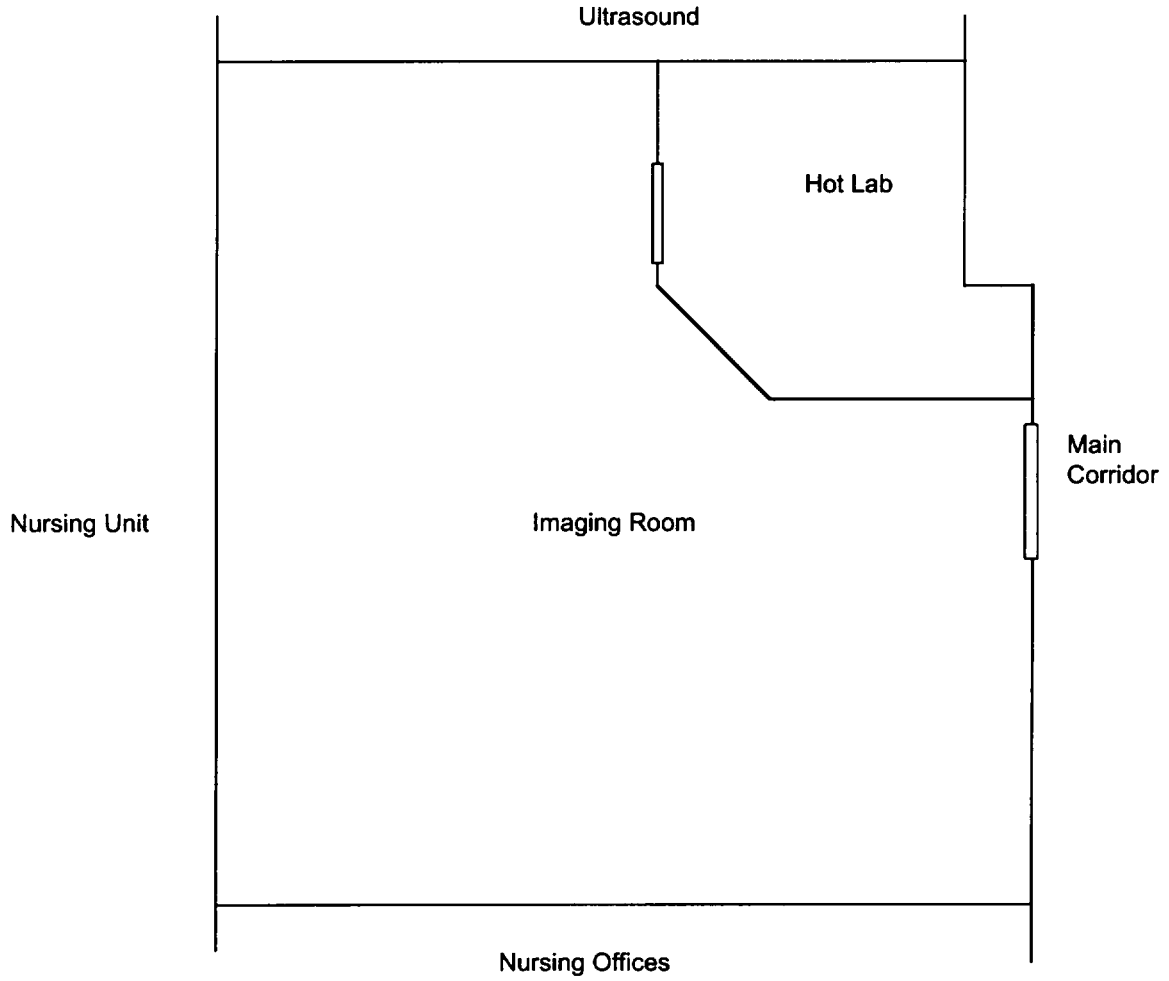 Ultrasound
Hot Lab
Main
Corridor
Nursing Unit
Imaging Room
Nursing Offices